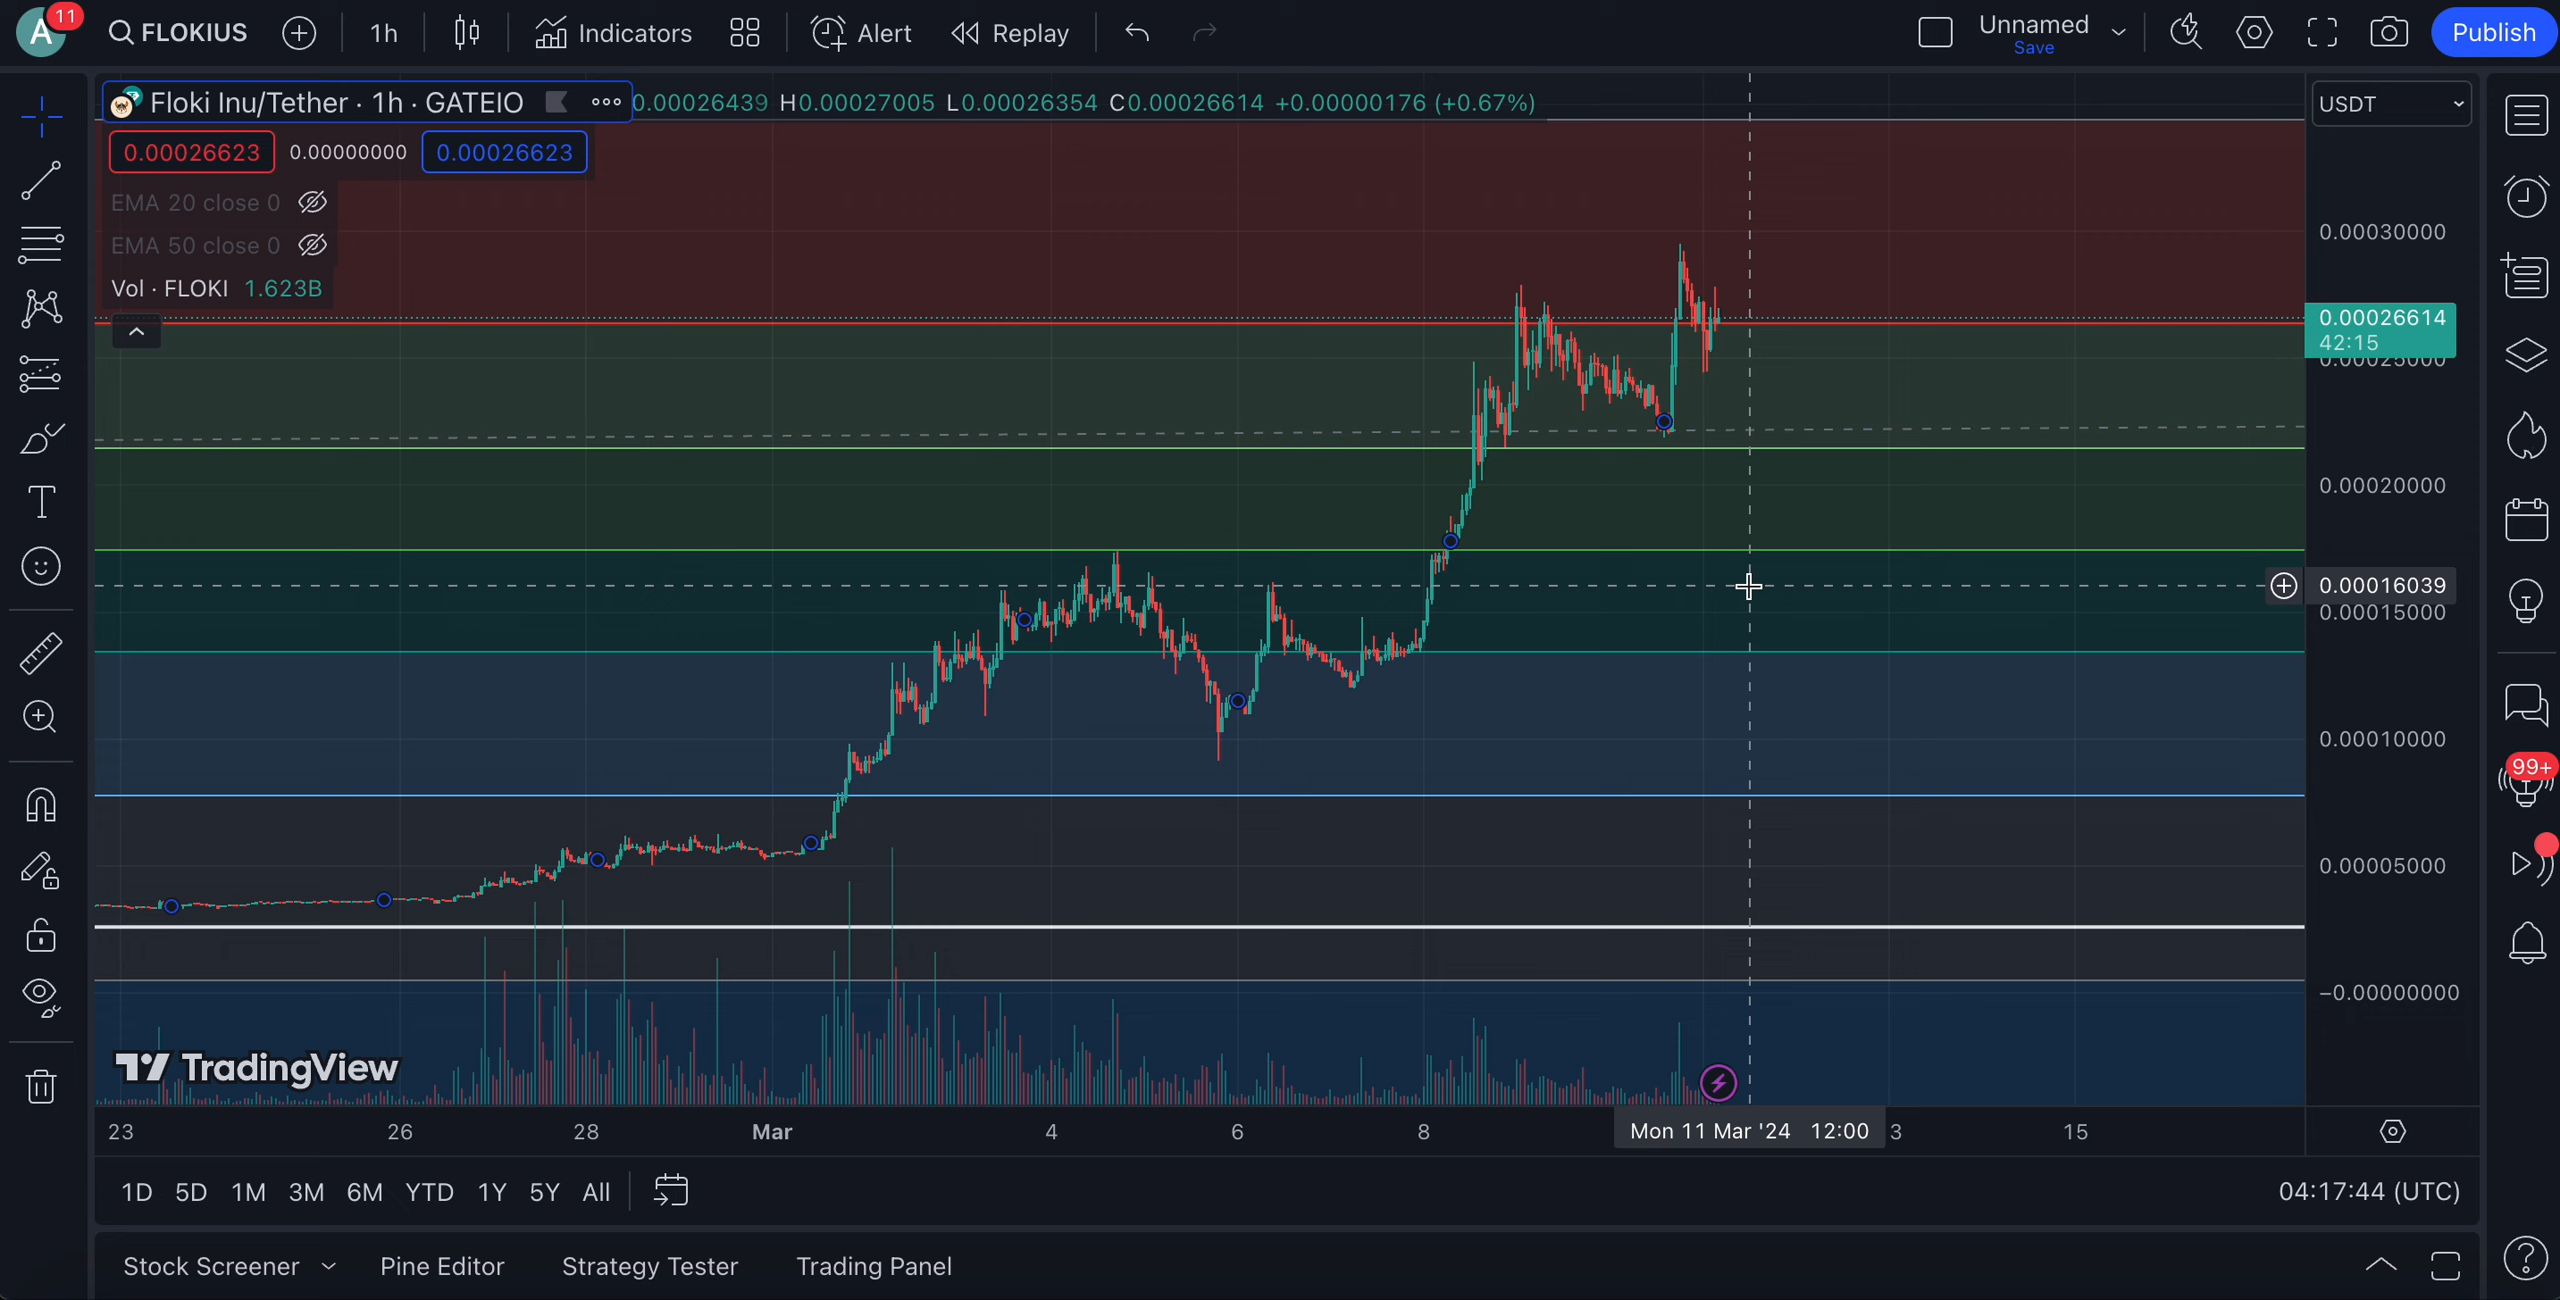 A 11 FLOKIUS 1h Indicators Alert Replay Unnamed Publish
Save
Floki Inu/Tether · 1h · GATEIO 0.00026439 H0.00027005 L0.00026354 C0.00026614 +0.00000176 (+0.67%) USDT
0.00026623 0.00000000 0.00026623
EMA 20 close 0
EMA 50 close 0
Vol · FLOKI 1.623B
0.00030000
0.00026614
42:15
0.00025000
0.00020000
0.00016039
0.00015000
0.00010000
99+
0.00005000
−0.00000000
TradingView
23 26 28 Mar 4 6 8 Mon 11 Mar '24 12:00 3 15
1D 5D 1M 3M 6M YTD 1Y 5Y All 04:17:44 (UTC)
Stock Screener Pine Editor Strategy Tester Trading Panel